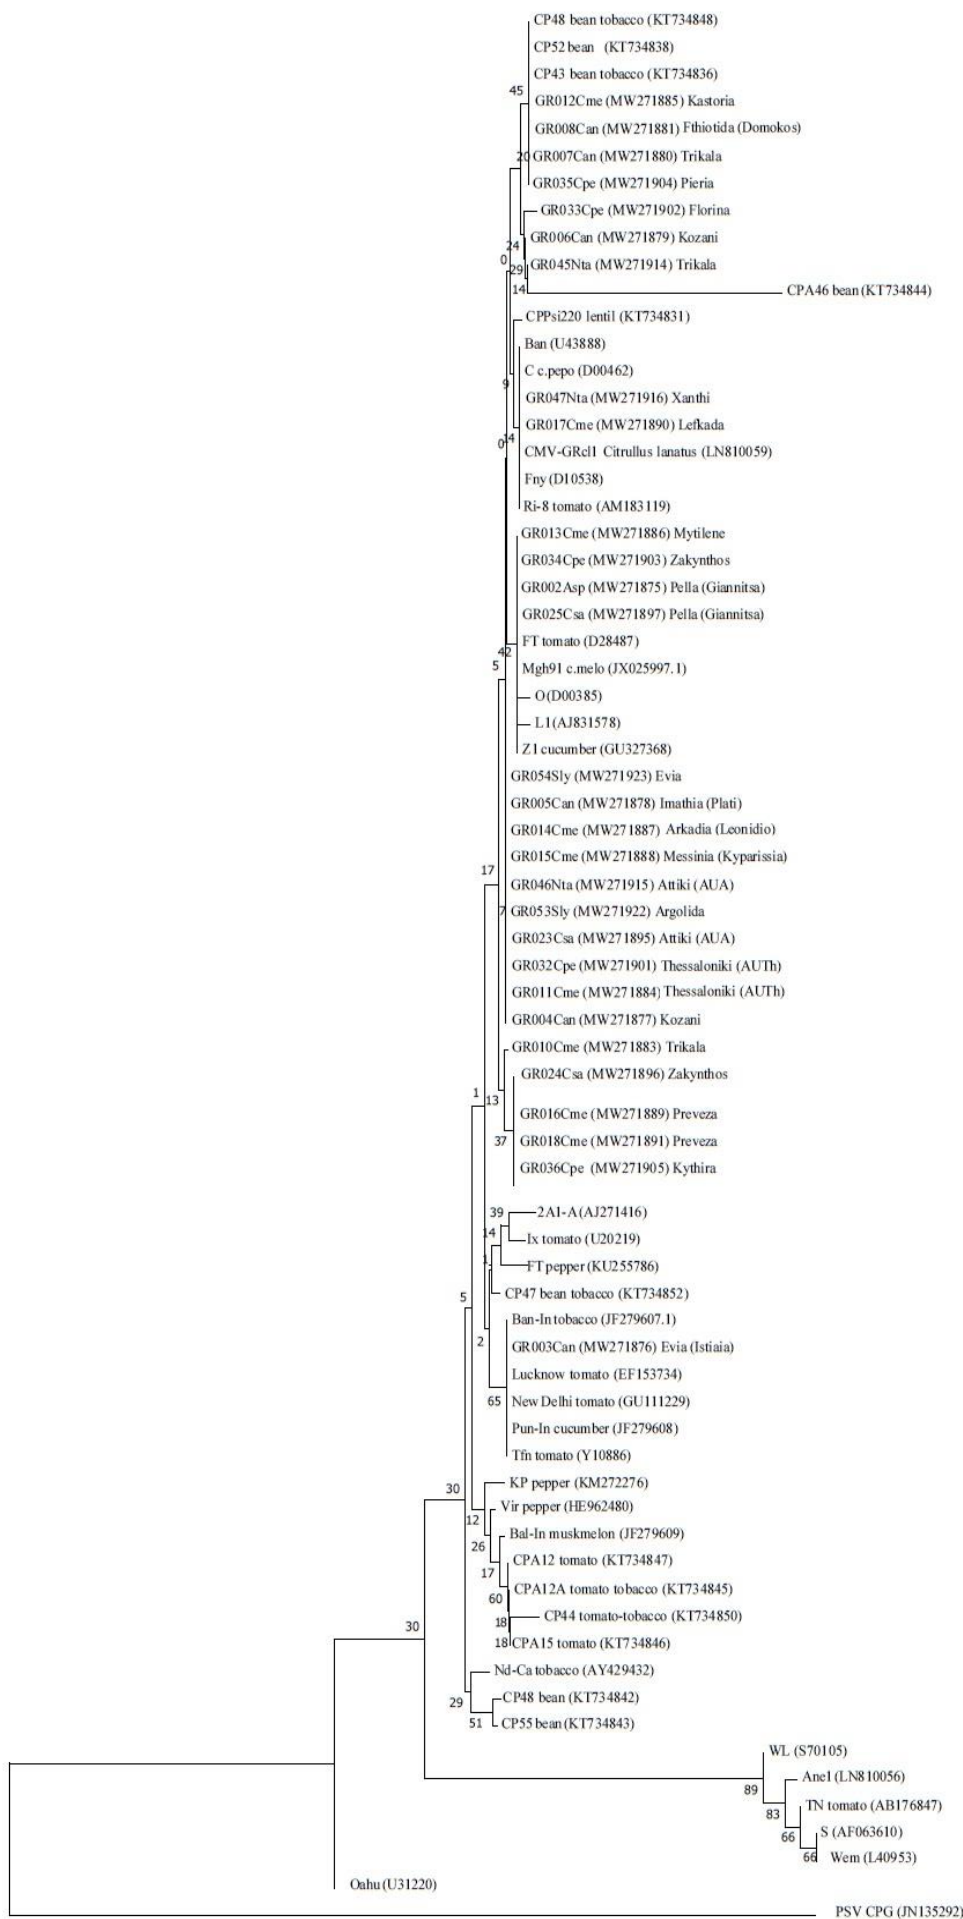 CP48 bean tobacco (KT734848)
CP52 bean (KT734838)
CP43 bean tobacco (KT734836)
45
GR012Cme (MW271885) Kastoria
GR008Can (MW271881) Fthiotida (Domokos)
20
GR007Can (MW271880) Trikala
GR035Cpe (MW271904) Pieria
GR033Cpe (MW271902) Florina
GR006Can (MW271879) Kozani
24
0
29
GR045Nta (MW271914) Trikala
14
CPA46 bean (KT734844)
CPPsi220 lentil (KT734831)
Ban (U43888)
C c.pepo (D00462)
9
GR047Nta (MW271916) Xanthi
GR017Cme (MW271890) Lefkada
0
14
CMV-GRcl1 Citrullus lanatus (LN810059)
Fny (D10538)
Ri-8 tomato (AM183119)
GR013Cme (MW271886) Mytilene
GR034Cpe (MW271903) Zakynthos
GR002Asp (MW271875) Pella (Giannitsa)
GR025Csa (MW271897) Pella (Giannitsa)
FT tomato (D28487)
42
5
Mgh91 c.melo (JX025997.1)
O(D00385)
L1(AJ831578)
Z1 cucumber (GU327368)
GR054Sly (MW271923) Evia
GR005Can (MW271878) Imathia (Plati)
GR014Cme (MW271887) Arkadia (Leonidio)
GR015Cme (MW271888) Messinia (Kyparissia)
17
GR046Nta (MW271915) Attiki (AUA)
7
GR053Sly (MW271922) Argolida
GR023Csa (MW271895) Attiki (AUA)
GR032Cpe (MW271901) Thessaloniki (AUTh)
GR011Cme (MW271884) Thessaloniki (AUTh)
GR004Can (MW271877) Kozani
GR010Cme (MW271883) Trikala
GR024Csa (MW271896) Zakynthos
1
13
GR016Cme (MW271889) Preveza
37
GR018Cme (MW271891) Preveza
GR036Cpe (MW271905) Kythira
39
2A1-A(AJ271416)
14
Ix tomato (U20219)
1
FT pepper (KU255786)
CP47 bean tobacco (KT734852)
5
Ban-In tobacco (JF279607.1)
2
GR003Can (MW271876) Evia (Istiaia)
Lucknow tomato (EF153734)
65
New Delhi tomato (GU111229)
Pun-In cucumber (JF279608)
Tfn tomato (Y10886)
KP pepper (KM272276)
30
Vir pepper (HE962480)
12
Bal-In muskmelon (JF279609)
26
CPA12 tomato (KT734847)
17
CPA12A tomato tobacco (KT734845)
60
CP44 tomato-tobacco (KT734850)
18
30
18
CPA15 tomato (KT734846)
Nd-Ca tobacco (AY429432)
29
CP48 bean (KT734842)
51
CP55 bean (KT734843)
WL (S70105)
Ane1 (LN810056)
89
TN tomato (AB176847)
83
S (AF063610)
66
66
Wem (L40953)
Oahu (U31220)
PSV CPG (JN135292)